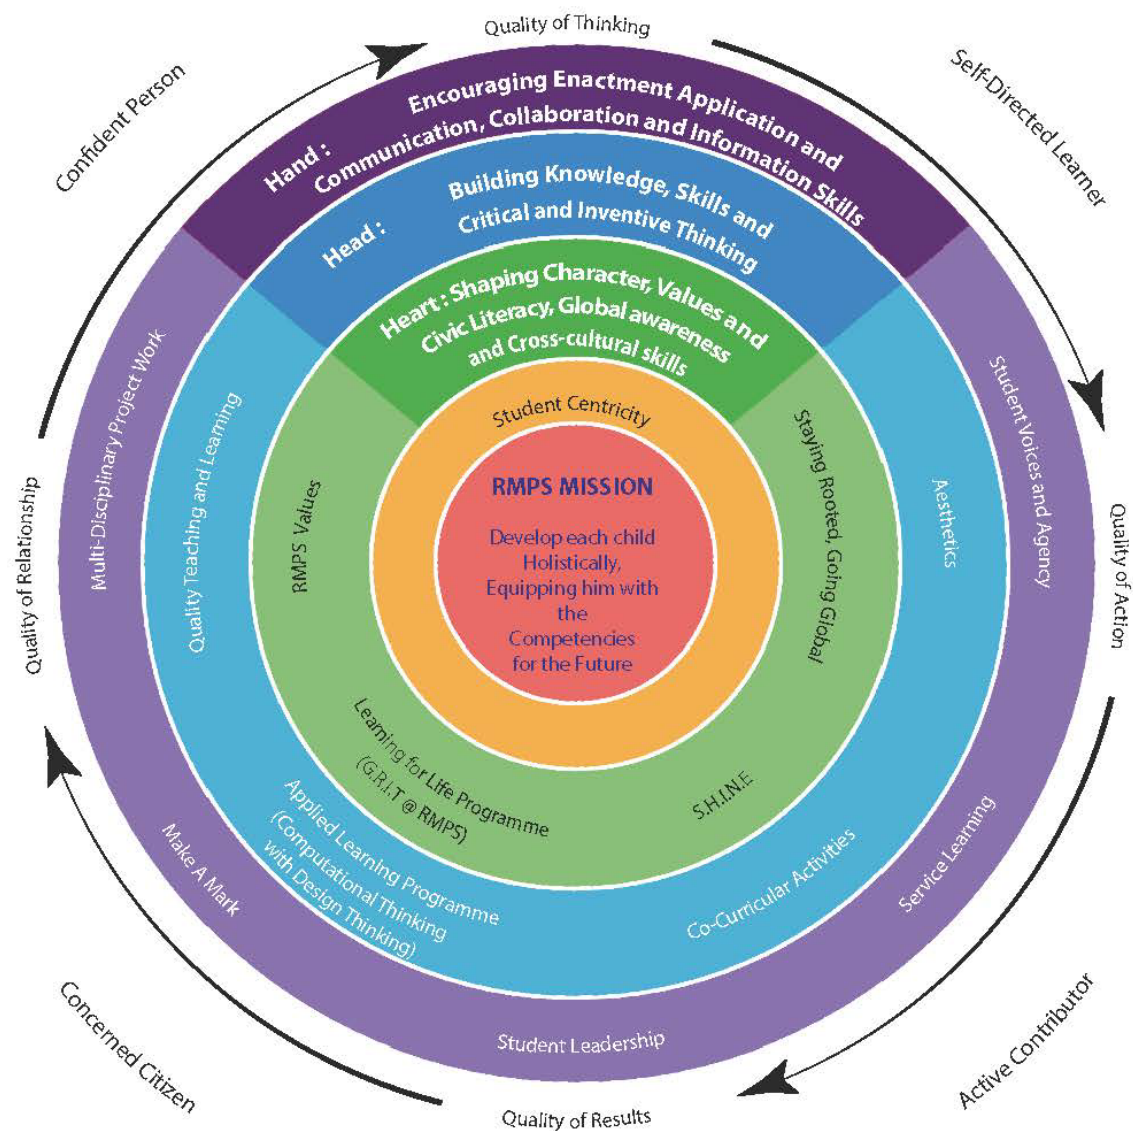 Quality of Thinking
Confident Person
Self-Directed Learner
Hand : Encouraging Enactment Application and
Communication, Collaboration and Information Skills
Head : Building Knowledge, Skills and
Critical and Inventive Thinking
Heart : Shaping Character, Values and
Civic Literacy, Global awareness
and Cross-cultural skills
Student Centricity
RMPS MISSION
Develop each child
Holistically,
Equipping him with
the
Competencies
for the Future
Quality of Relationship
Multi-Disciplinary Project Work
Quality Teaching and Learning
RMPS Values
Staying Rooted, Going Global
Aesthetics
Student Voices and Agency
Quality of Action
Learning for Life Programme
(G.R.I.T @ RMPS)
S.H.I.N.E
Applied Learning Programme
(Computational Thinking
with Design Thinking)
Co-Curricular Activities
Make A Mark
Service Learning
Student Leadership
Concerned Citizen
Active Contributor
Quality of Results